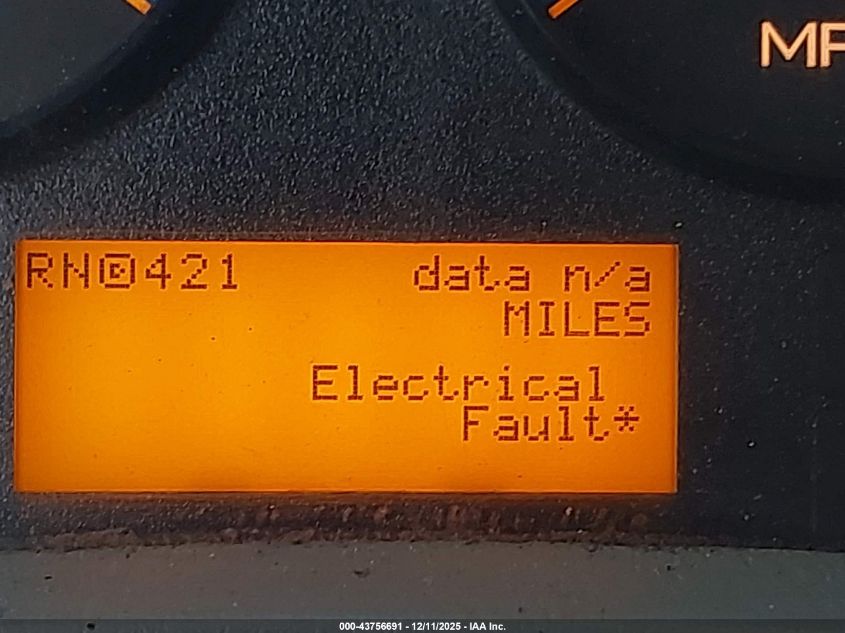 MP
RN@421 data n/a
MILES
Electrical
Fault*
000-43756691 - 12/11/2025 - IAA Inc.